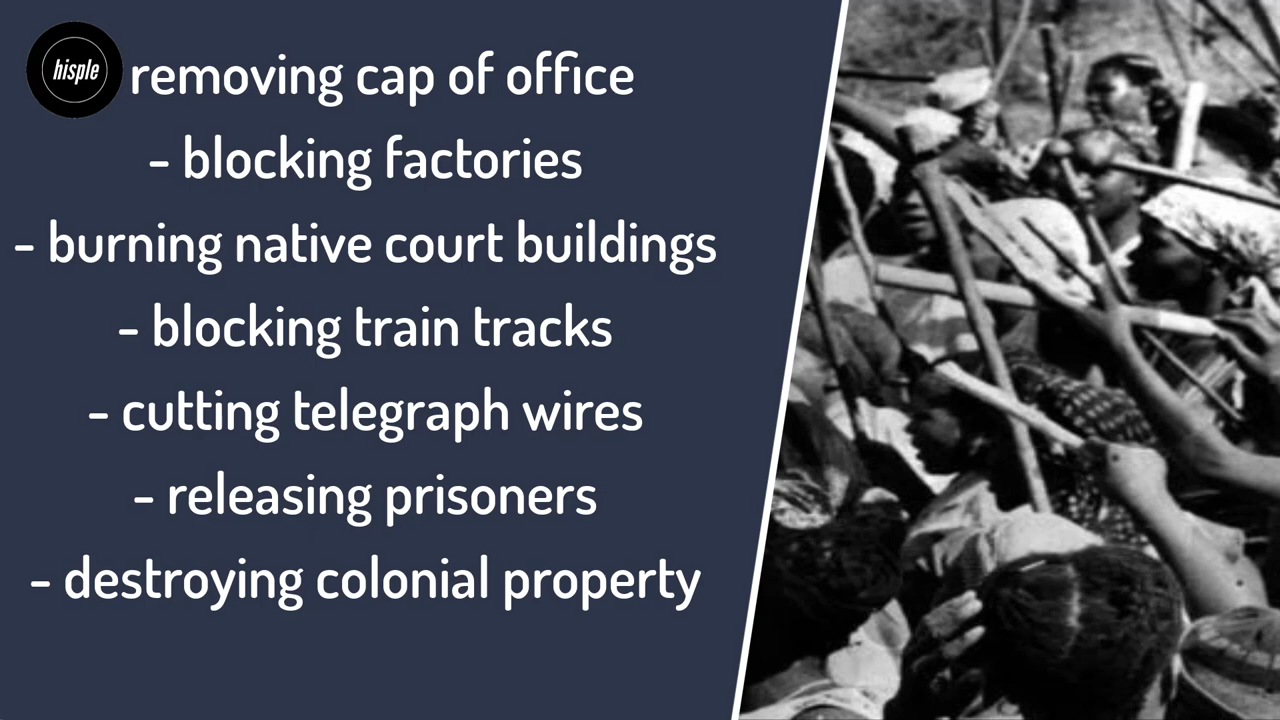 hisple
removing cap of office
- blocking factories
- burning native court buildings
- blocking train tracks
- cutting telegraph wires
- releasing prisoners
- destroying colonial property